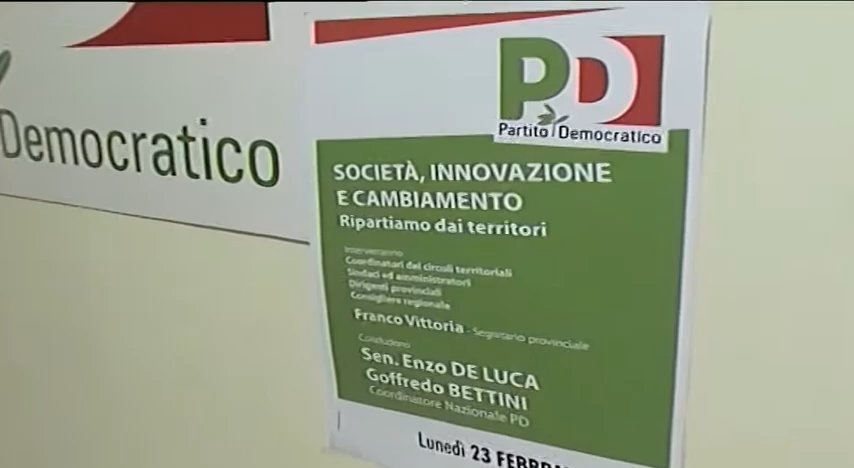 Democratico
PD
Partito Democratico
SOCIETÀ, INNOVAZIONE
E CAMBIAMENTO
Ripartiamo dai territori
Interverranno
Coordinatori dei circoli territoriali
Sindaci ed amministratori
Dirigenti provinciali
Consigliere regionale
Franco Vittoria - Segretario provinciale
Concludono
Sen. Enzo DE LUCA
Goffredo BETTINI
Coordinatore Nazionale PD
Lunedì 23